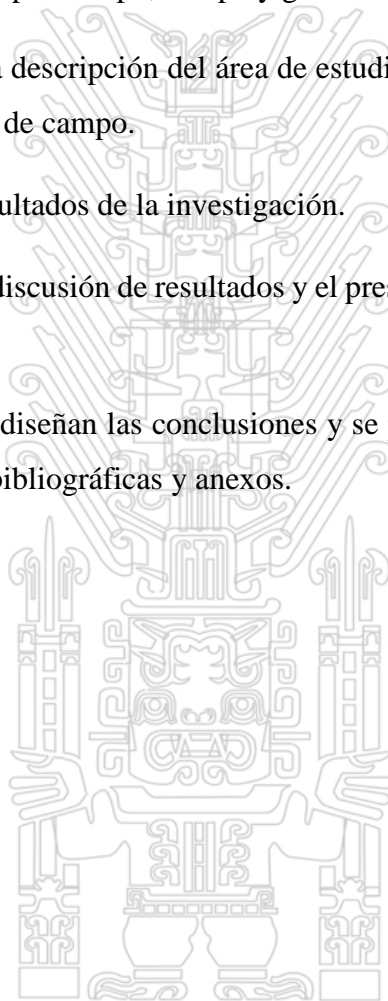 a descripción del área de estudi
de campo.
ultados de la investigación.
discusión de resultados y el pres
diseñan las conclusiones y se
bibliográficas y anexos.